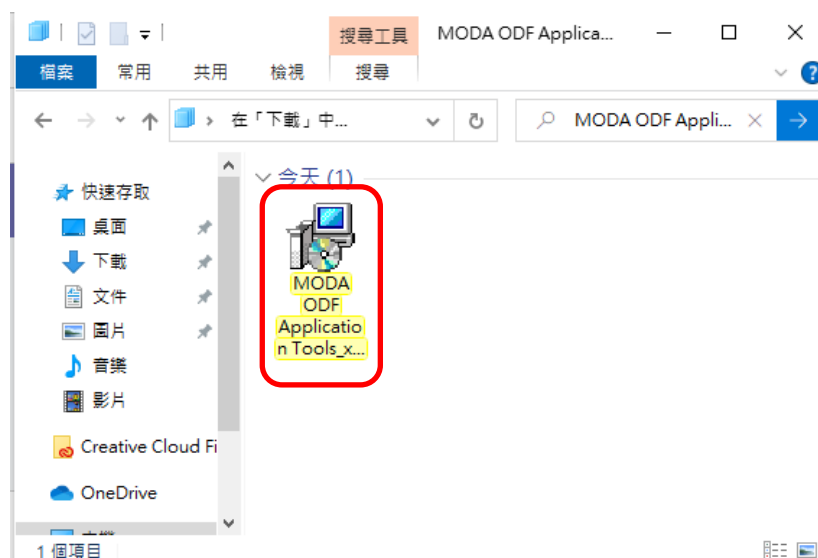 搜尋工具
MODA ODF Applica...
檔案
常用
共用
檢視
搜尋
在「下載」中...
MODA ODF Appli...
今天 (1)
快速存取
桌面
下載
文件
圖片
音樂
影片
Creative Cloud Fi
OneDrive
MODA
ODF
Applicatio
n Tools_x...
1 個項目